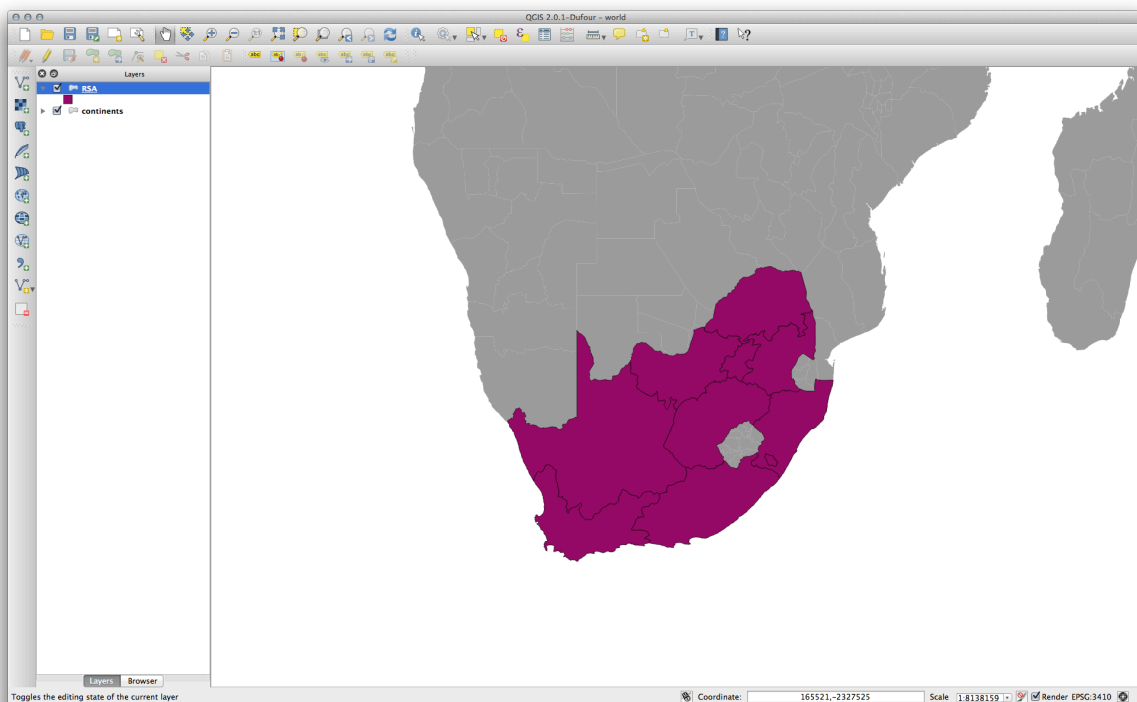 QGIS 2.0.1-Dufour - world
Layers
RSA
continents
Layers Browser
Toggles the editing state of the current layer
Coordinate: 165521,-2327525 Scale 1:8138159 Render EPSG:3410